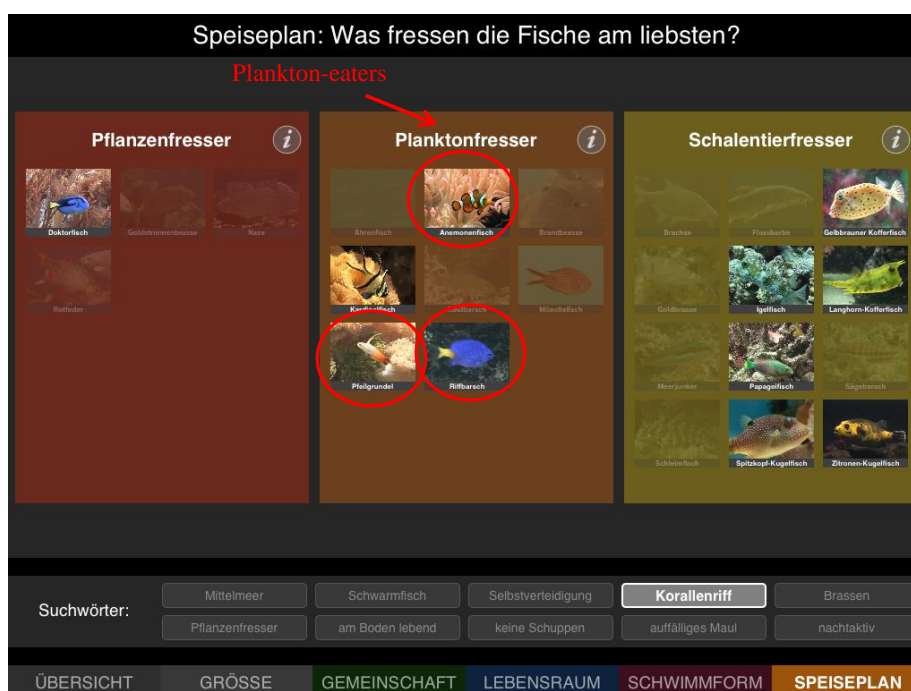 Speiseplan: Was fressen die Fische am liebsten?
Plankton-eaters
Pflanzenfresser
Doktorfisch
Goldstriemenbrasse
Nase
Rotfeder
Planktonfresser
Ährenfisch
Anemonenfisch
Brandbrasse
Kardinalfisch
Mönchsfisch
Pfeilgrundel
Riffbarsch
Schalentierfresser
Brachse
Flussbarbe
Gelbbrauner Kofferfisch
Goldbrasse
Igelfisch
Langhorn-Kofferfisch
Meerjunker
Papageifisch
Sägebarsch
Schleimfisch
Spitzkopf-Kugelfisch
Zitronen-Kugelfisch
Suchwörter:
Mittelmeer
Schwarmfisch
Selbstverteidigung
Korallenriff
Brassen
Pflanzenfresser
am Boden lebend
keine Schuppen
auffälliges Maul
nachtaktiv
ÜBERSICHT
GRÖSSE
GEMEINSCHAFT
LEBENSRAUM
SCHWIMMFORM
SPEISEPLAN